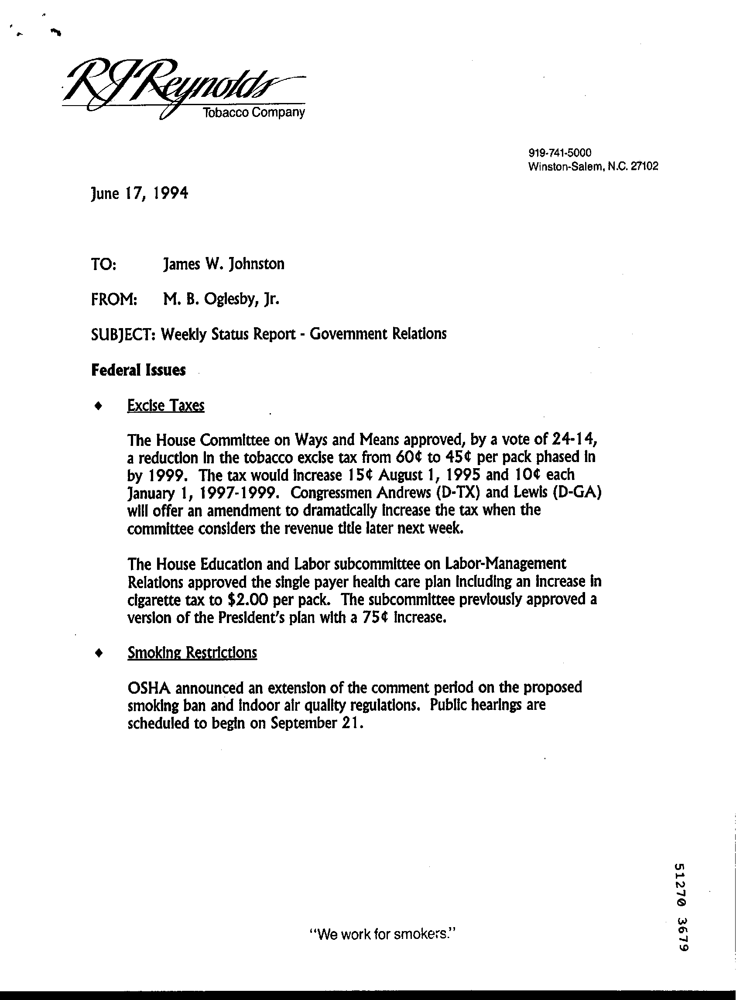 RJReynolds
Tobacco Company
919-741-5000
Winston-Salem, N.C. 27102
June 17, 1994
TO: James W. Johnston
FROM: M. B. Oglesby, Jr.
SUBJECT: Weekly Status Report - Government Relations
Federal Issues
♦ Excise Taxes
The House Committee on Ways and Means approved, by a vote of 24-14,
a reduction in the tobacco excise tax from 60¢ to 45¢ per pack phased in
by 1999. The tax would increase 15¢ August 1, 1995 and 10¢ each
January 1, 1997-1999. Congressmen Andrews (D-TX) and Lewis (D-GA)
will offer an amendment to dramatically increase the tax when the
committee considers the revenue title later next week.
The House Education and Labor subcommittee on Labor-Management
Relations approved the single payer health care plan including an increase in
cigarette tax to $2.00 per pack. The subcommittee previously approved a
version of the President's plan with a 75¢ increase.
♦ Smoking Restrictions
OSHA announced an extension of the comment period on the proposed
smoking ban and indoor air quality regulations. Public hearings are
scheduled to begin on September 21.
51270 3679
"We work for smokers."